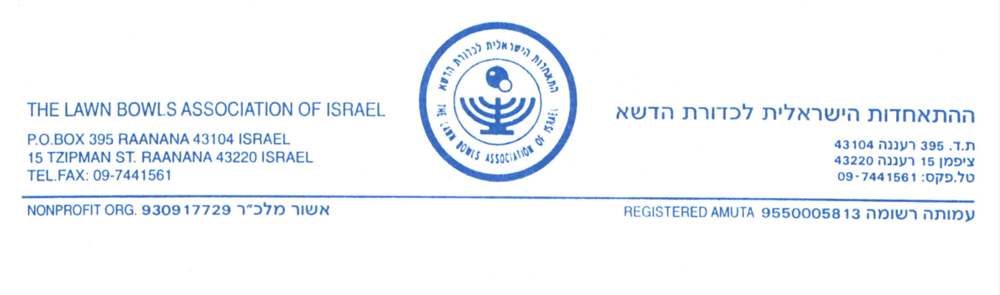 THE LAWN BOWLS ASSOCIATION OF ISRAEL
P.O.BOX 395 RAANANA 43104 ISRAEL
15 TZIPMAN ST. RAANANA 43220 ISRAEL
TEL.FAX: 09-7441561
התאחדות הישראלית לכדורת הדשא
THE LAWN BOWLS ASSOCIATION OF ISRAEL
ההתאחדות הישראלית לכדורת הדשא
ת.ד. 395 רעננה 43104
ציפמן 15 רעננה 43220
טל.פקס: 09-7441561
NONPROFIT ORG. 930917729 אשור מלכ״ר
REGISTERED AMUTA 9550005813 עמותה רשומה